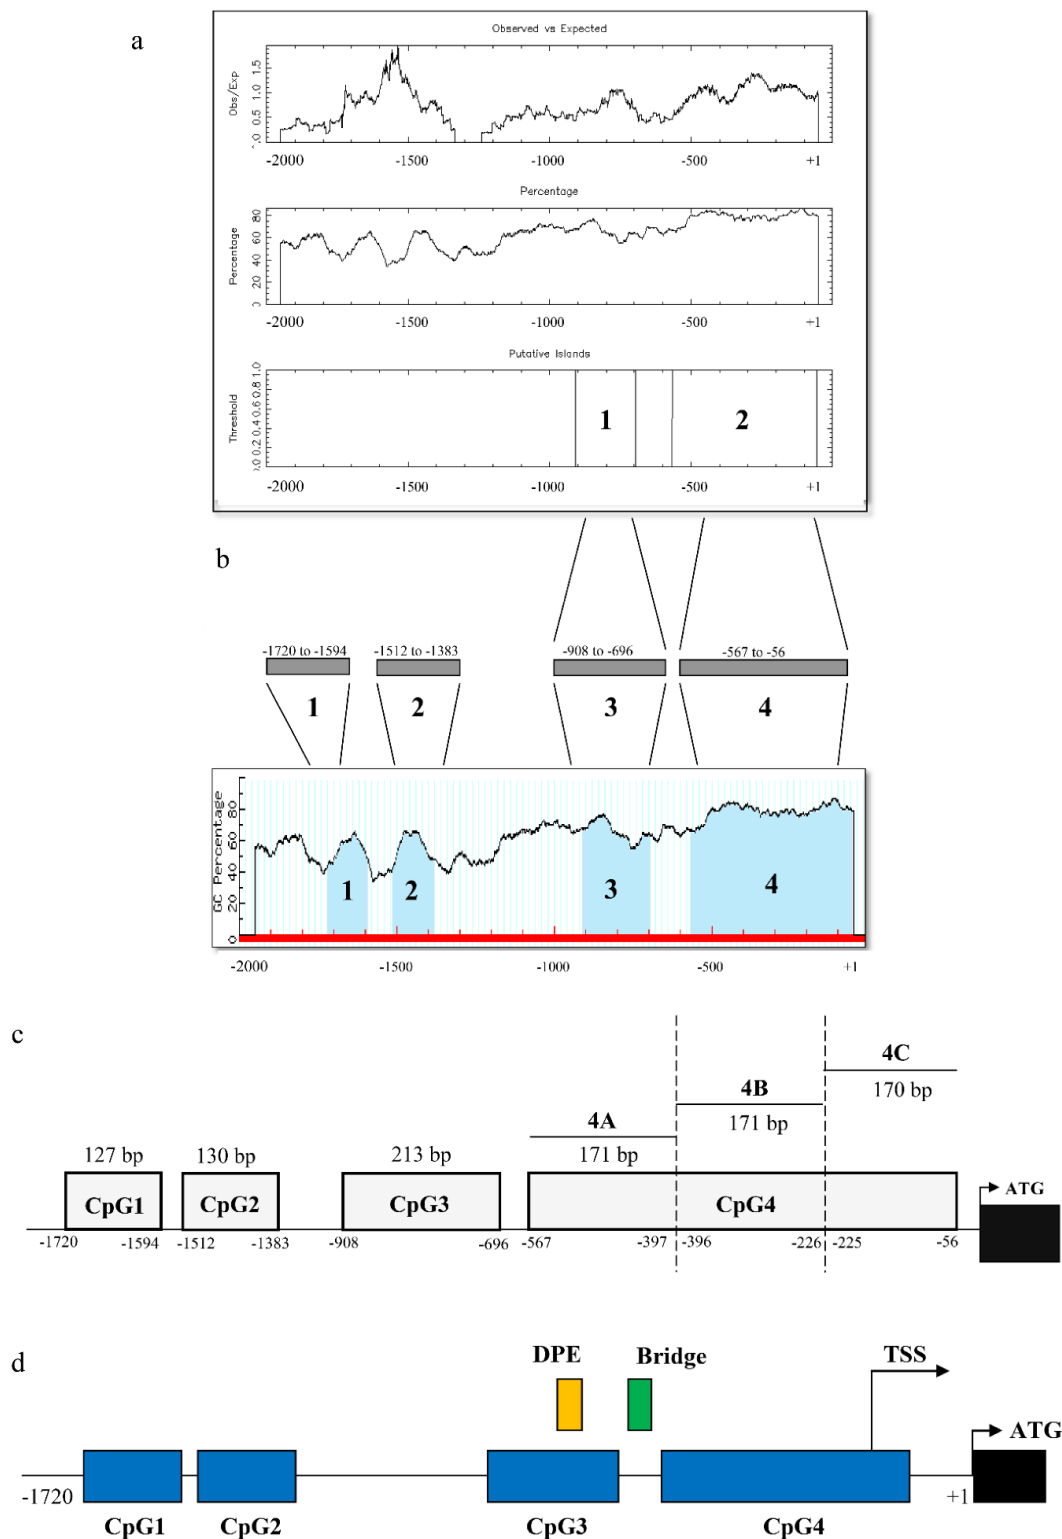 a
Observed vs Expected
Obs/Exp
0.0 0.5 1.0 1.5
-2000 -1500 -1000 -500 +1
Percentage
Percentage
0 20 40 60 80
-2000 -1500 -1000 -500 +1
Putative Islands
Threshold
0.0 0.2 0.4 0.6 0.8 1.0
1 2
-2000 -1500 -1000 -500 +1
b
-1720 to -1594 -1512 to -1383 -908 to -696 -567 to -56
1 2 3 4
GC Percentage
0 20 40 60 80
1 2 3 4
-2000 -1500 -1000 -500 +1
c
4C
170 bp
4B
171 bp
4A
171 bp
127 bp 130 bp 213 bp
CpG1 CpG2 CpG3 CpG4
ATG
-1720 -1594 -1512 -1383 -908 -696 -567 -397 -396 -226 -225 -56
d
DPE Bridge TSS
ATG
-1720 +1
CpG1 CpG2 CpG3 CpG4